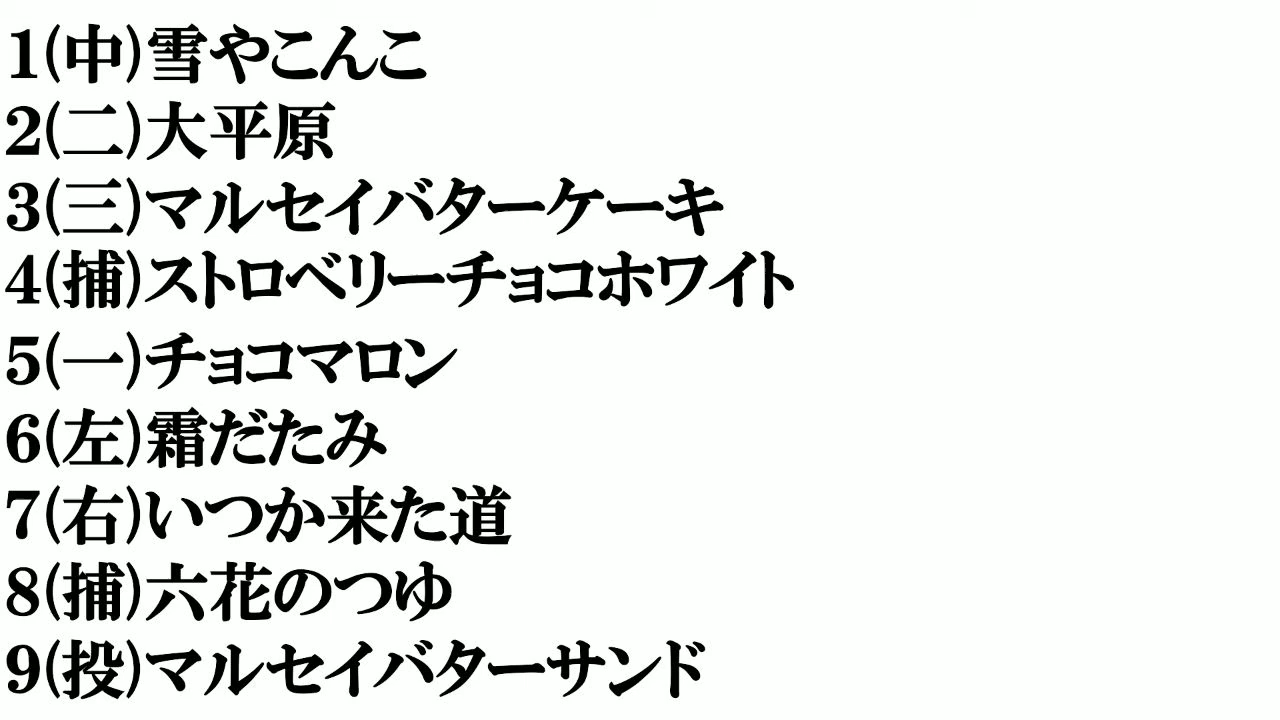 1(中)雪やこんこ
2(二)大平原
3(三)マルセイバターケーキ
4(捕)ストロベリーチョコホワイト
5(一)チョコマロン
6(左)霜だたみ
7(右)いつか来た道
8(捕)六花のつゆ
9(投)マルセイバターサンド